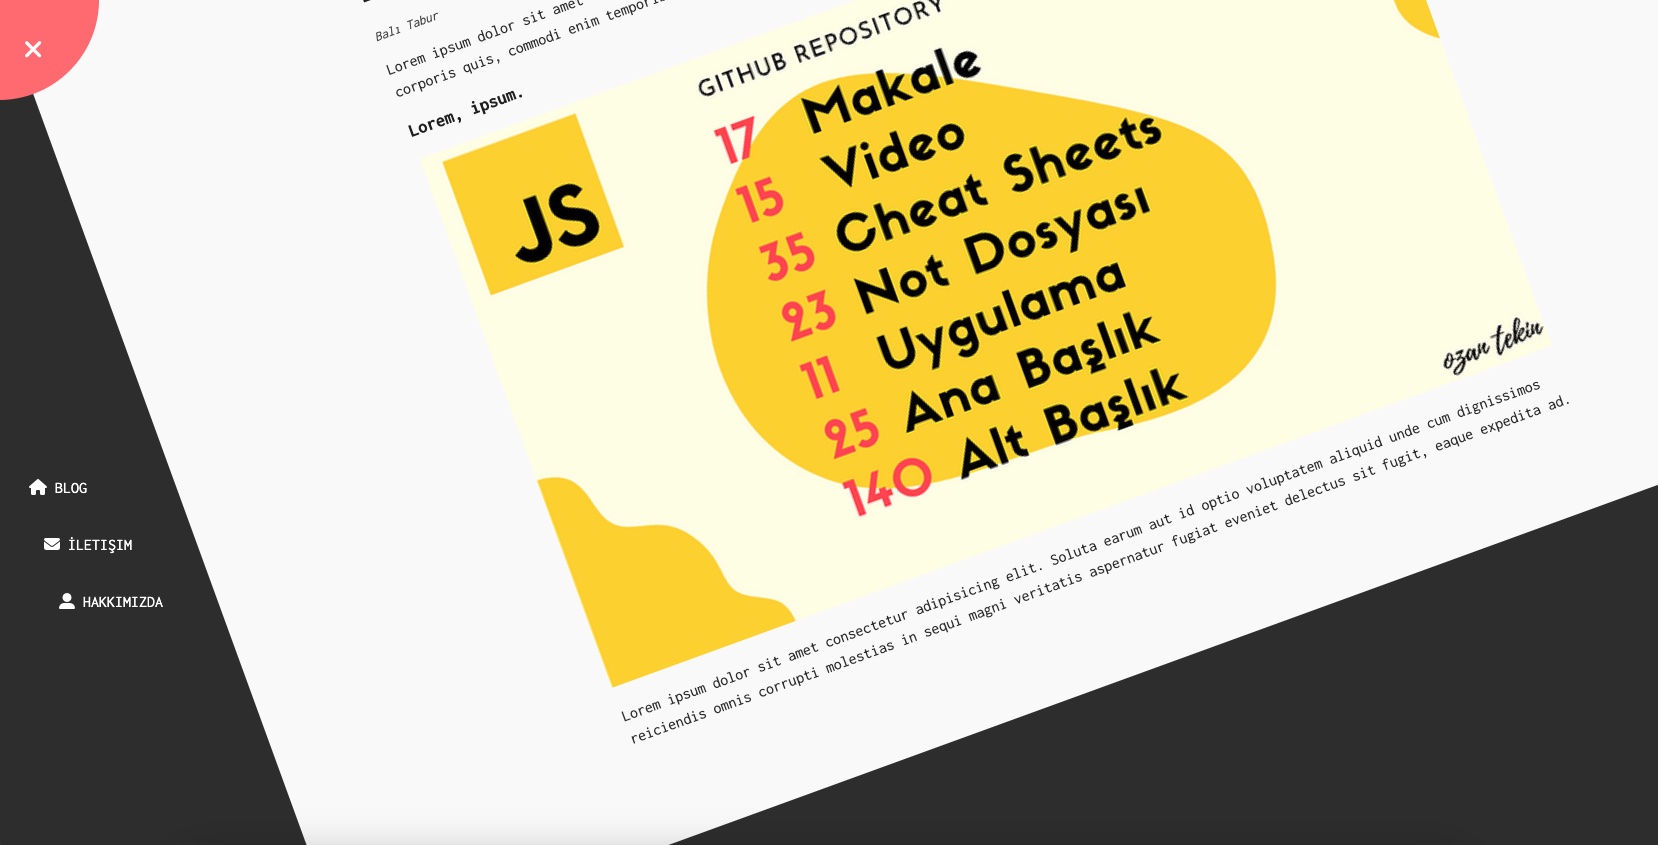 Balı Tabur
Lorem ipsum dolor sit amet
corporis quis, commodi enim
Lorem, ipsum.
JS
GITHUB REPOSITORY
17 Makale
15 Video
35 Cheat Sheets
23 Not Dosyası
11 Uygulama
25 Ana Başlık
140 Alt Başlık
ozan tekin
Lorem ipsum dolor sit amet consectetur adipisicing elit. Soluta earum aut id optio voluptatem aliquid unde cum dignissimos
reiciendis omnis corrupti molestias in sequi magni veritatis aspernatur fugiat eveniet delectus sit fugit, eaque expedita ad.
BLOG
İLETIŞIM
HAKKIMIZDA